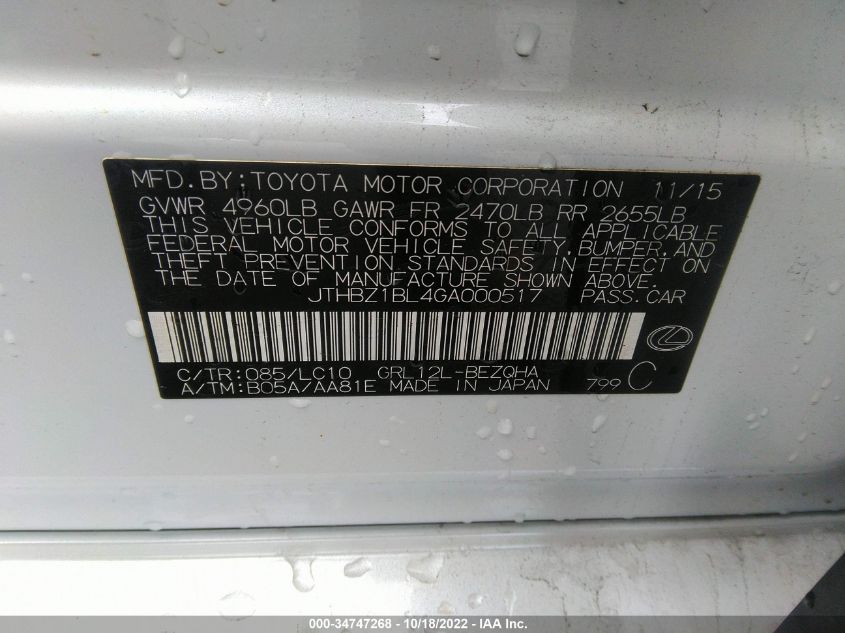 MFD.BY:TOYOTA MOTOR CORPORATION 11/15
GVWR 4960LB GAWR FR 2470LB RR 2655LB
THIS VEHICLE CONFORMS TO ALL APPLICABLE
FEDERAL MOTOR VEHICLE SAFETY,BUMPER,AND
THEFT PREVENTION STANDARDS IN EFFECT ON
THE DATE OF MANUFACTURE SHOWN ABOVE.
JTHBZ1BL4GA000517 PASS.CAR
C/TR:085/LC10 GRL12L-BEZQHA
A/TM:B05A/AA81E MADE IN JAPAN 799 C
000-34747268 - 10/18/2022 - IAA Inc.